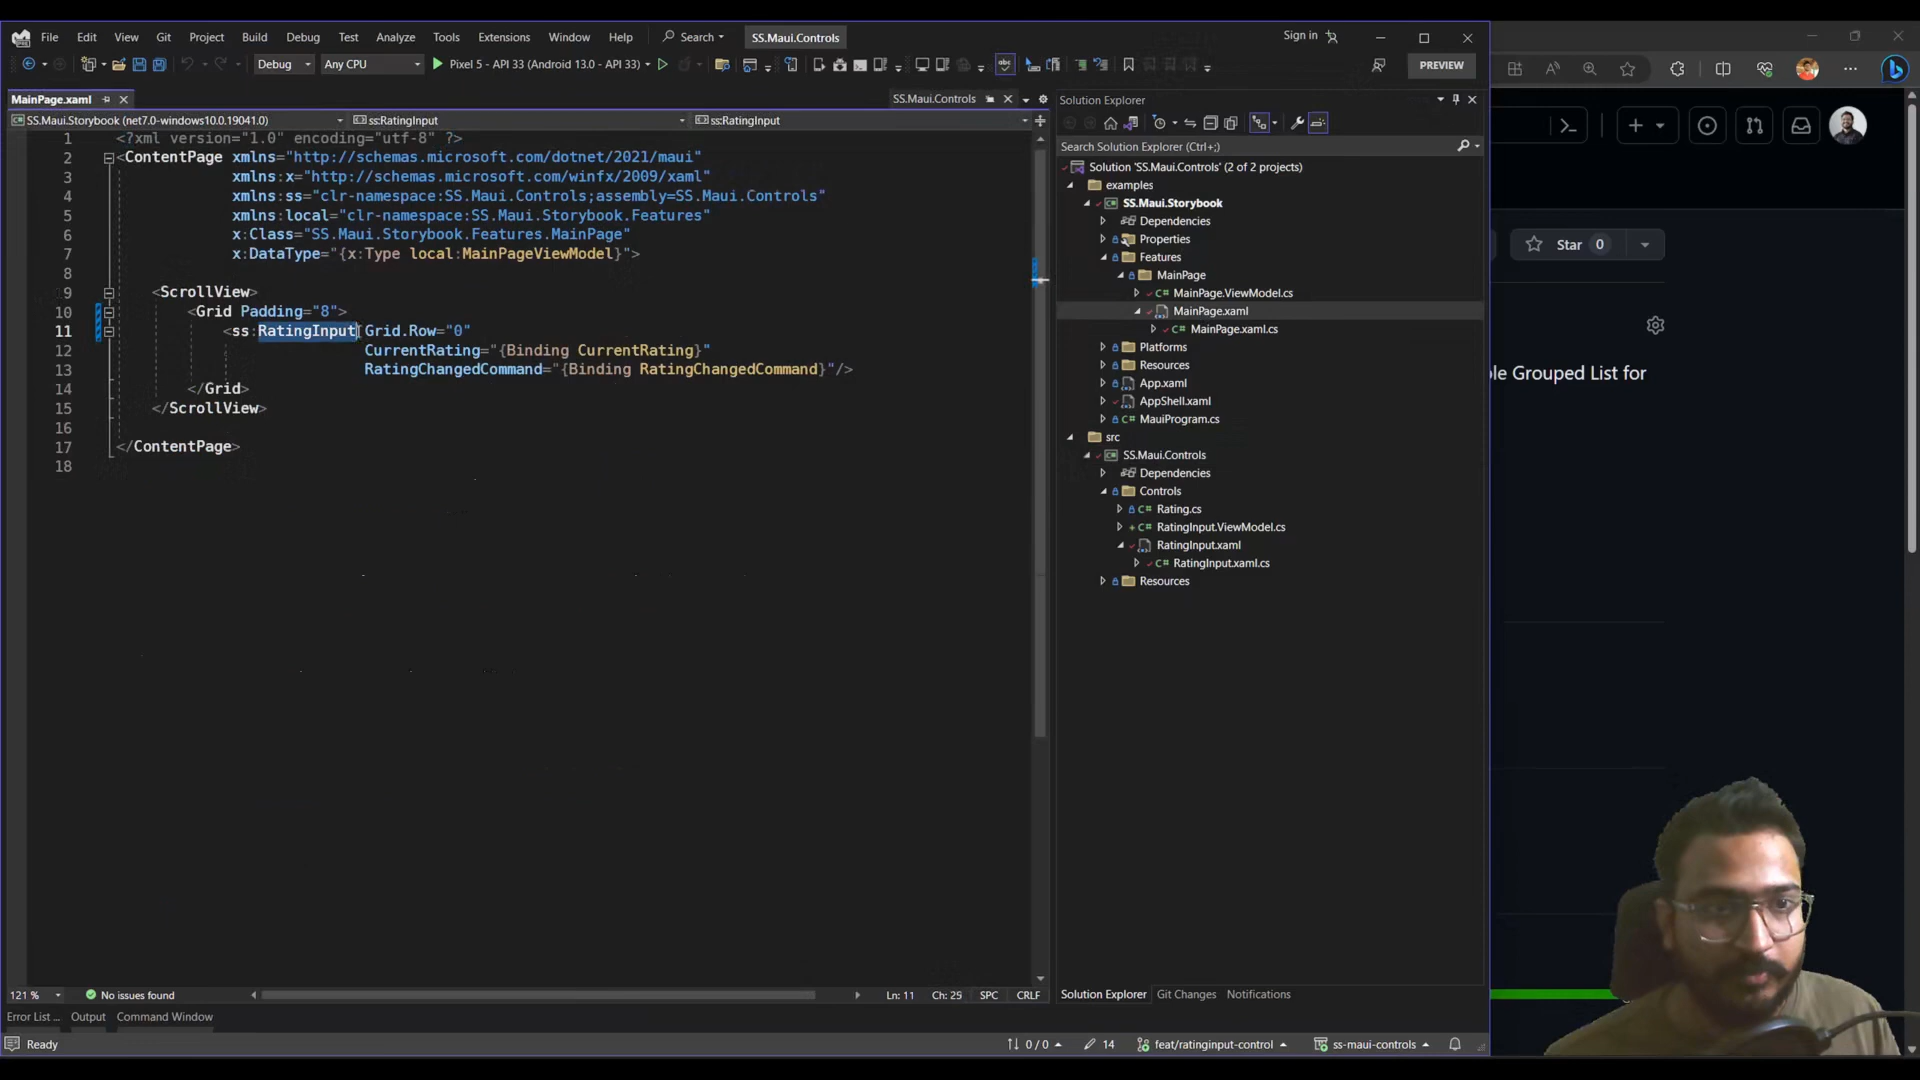 File Edit View Git Project Build Debug Test Analyze Tools Extensions Window Help Search SS.Maui.Controls Sign in
Debug Any CPU Pixel 5 - API 33 (Android 13.0 - API 33) PREVIEW
MainPage.xaml SS.Maui.Controls
SS.Maui.Storybook (net7.0-windows10.0.19041.0) ss:RatingInput ss:RatingInput
1 <?xml version="1.0" encoding="utf-8" ?>
2 <ContentPage xmlns="http://schemas.microsoft.com/dotnet/2021/maui"
3 xmlns:x="http://schemas.microsoft.com/winfx/2009/xaml"
4 xmlns:ss="clr-namespace:SS.Maui.Controls;assembly=SS.Maui.Controls"
5 xmlns:local="clr-namespace:SS.Maui.Storybook.Features"
6 x:Class="SS.Maui.Storybook.Features.MainPage"
7 x:DataType="{x:Type local:MainPageViewModel}">
8
9 <ScrollView>
10 <Grid Padding="8">
11 <ss:RatingInput Grid.Row="0"
12 CurrentRating="{Binding CurrentRating}"
13 RatingChangedCommand="{Binding RatingChangedCommand}"/>
14 </Grid>
15 </ScrollView>
16
17 </ContentPage>
18
Solution Explorer
Search Solution Explorer (Ctrl+;)
Solution 'SS.Maui.Controls' (2 of 2 projects)
examples
SS.Maui.Storybook
Dependencies
Properties
Features
MainPage
MainPage.ViewModel.cs
MainPage.xaml
MainPage.xaml.cs
Platforms
Resources
App.xaml
AppShell.xaml
MauiProgram.cs
src
SS.Maui.Controls
Dependencies
Controls
Rating.cs
RatingInput.ViewModel.cs
RatingInput.xaml
RatingInput.xaml.cs
Resources
Star 0
le Grouped List for
121 % No issues found Ln: 11 Ch: 25 SPC CRLF
Solution Explorer Git Changes Notifications
Error List ... Output Command Window
Ready 0 / 0 14 feat/ratinginput-control ss-maui-controls